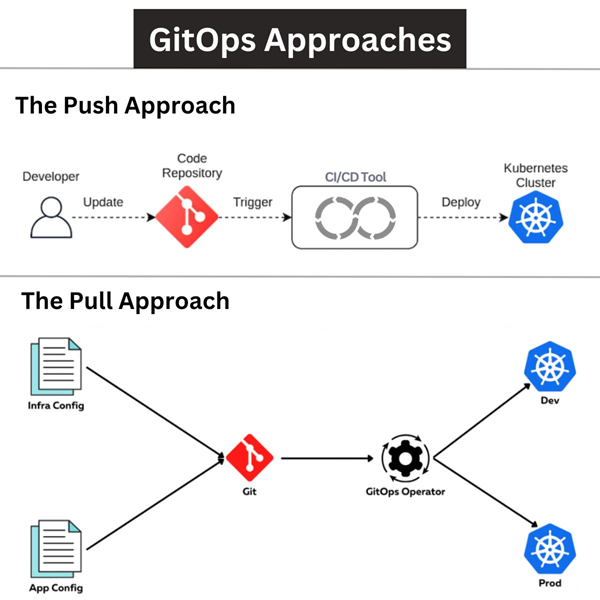 GitOps Approaches
The Push Approach
Developer
Update
Code
Repository
Trigger
CI/CD Tool
Deploy
Kubernetes
Cluster
The Pull Approach
Infra Config
App Config
Git
GitOps Operator
Dev
Prod